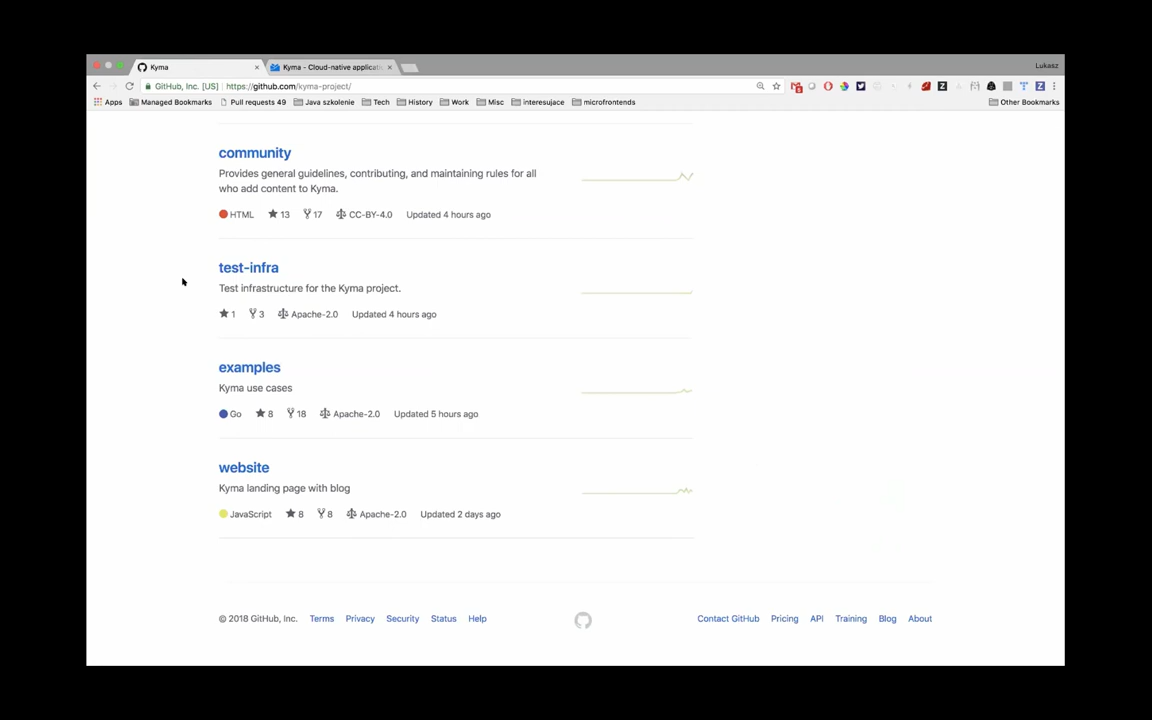 Kyma
Kyma - Cloud-native applicati
Lukasz
GitHub, Inc. [US] https://github.com/kyma-project/
Apps Managed Bookmarks Pull requests 49 Java szkolenie Tech History Work Misc interesujace microfrontends Other Bookmarks
community
Provides general guidelines, contributing, and maintaining rules for all
who add content to Kyma.
HTML 13 17 CC-BY-4.0 Updated 4 hours ago
test-infra
Test infrastructure for the Kyma project.
1 3 Apache-2.0 Updated 4 hours ago
examples
Kyma use cases
Go 8 18 Apache-2.0 Updated 5 hours ago
website
Kyma landing page with blog
JavaScript 8 8 Apache-2.0 Updated 2 days ago
© 2018 GitHub, Inc. Terms Privacy Security Status Help Contact GitHub Pricing API Training Blog About